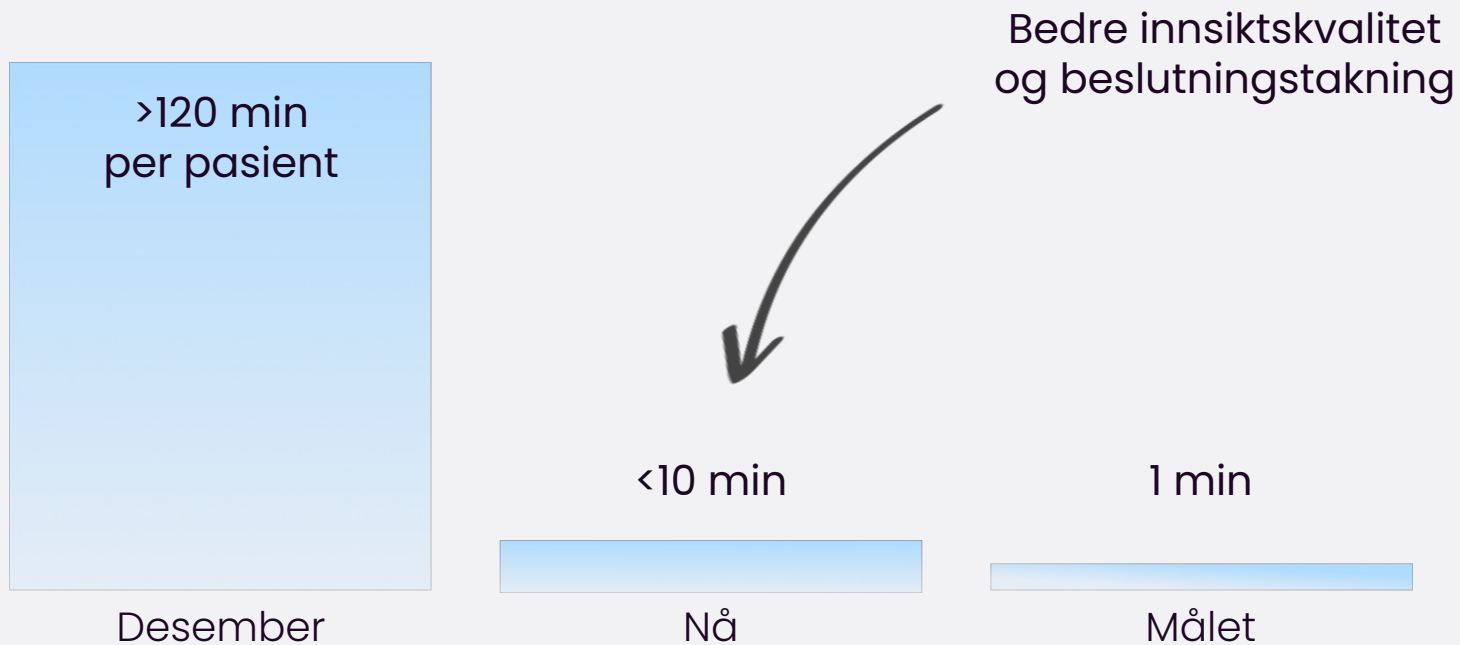 Bedre innsiktskvalitet
og beslutningstakning
>120 min
per pasient
<10 min
1 min
Desember
Nå
Målet